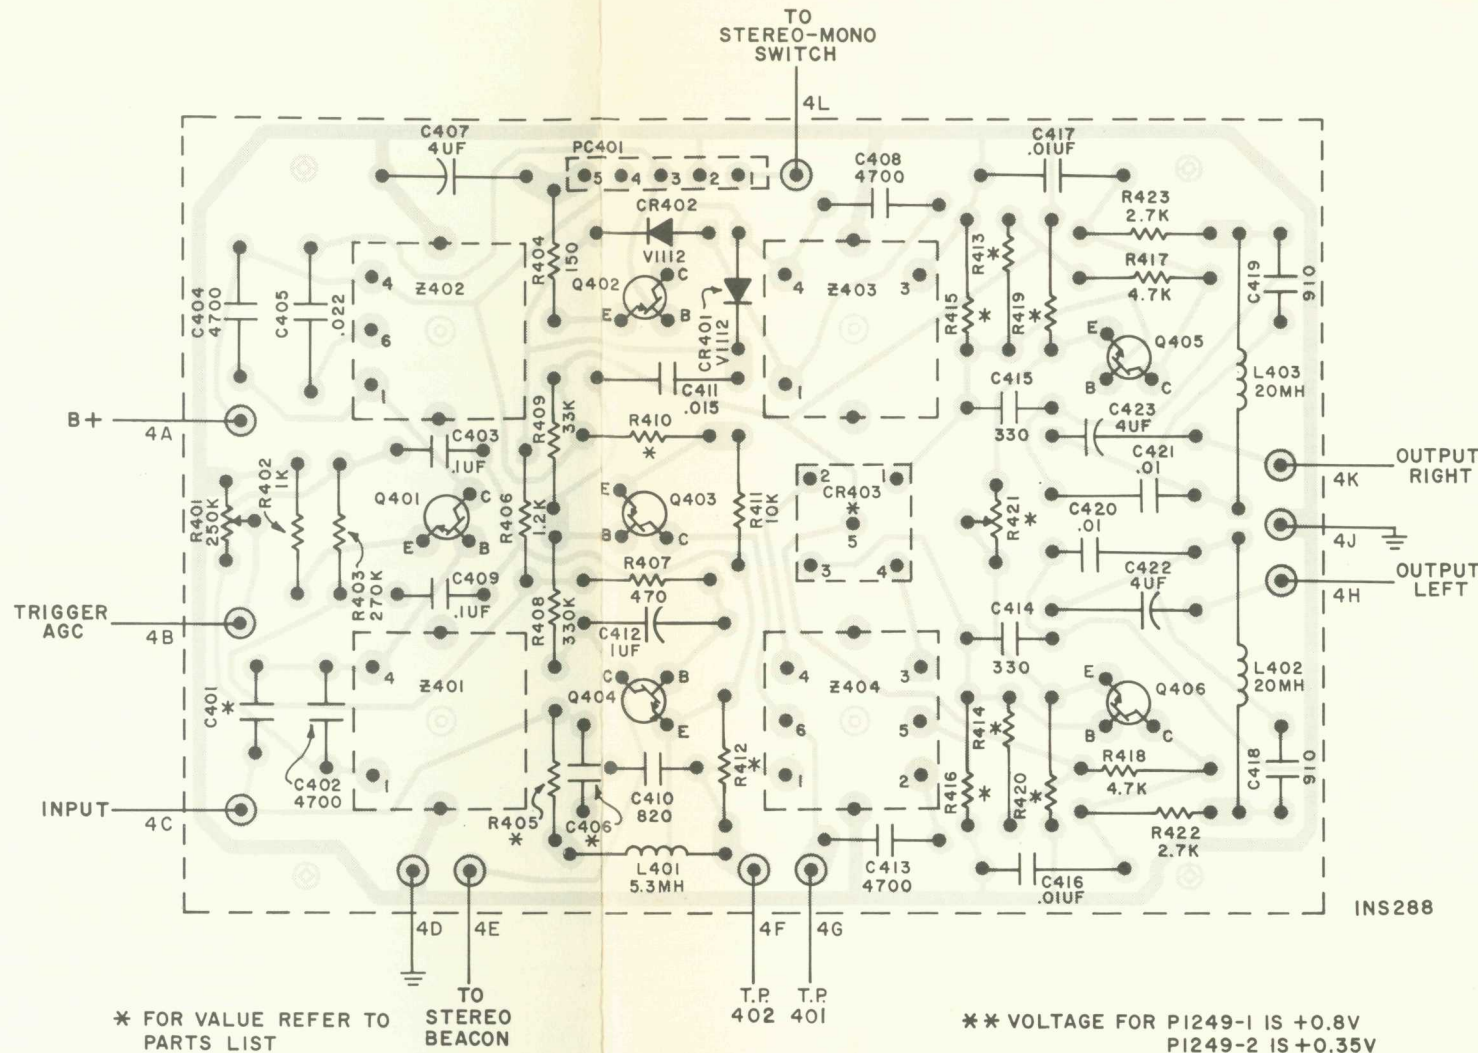 TO
STEREO-MONO
SWITCH
4L
C407
4UF
PC401
5 4 3 2 1
C408
4700
C417
.01UF
R423
2.7K
R404
150
CR402
V1112
Q402
C
E
B
CR401
V1112
R413
*
R415
*
R419
*
R417
4.7K
C419
910
C404
4700
C405
.022
4
Z402
6
1
4
Z403
3
1
E
Q405
B
C
L403
20MH
B+
4A
R409
33K
C411
.015
C415
330
C423
4UF
R410
*
C403
.1UF
C421
.01
OUTPUT
RIGHT
4K
R401
250K
R402
1K
R403
270K
Q401
C
E
B
R406
1.2K
E
Q403
B
C
R411
10K
2
1
CR403
*
5
3
4
R421
*
C420
.01
4J
C409
.1UF
R407
470
C422
4UF
OUTPUT
LEFT
4H
TRIGGER
AGC
4B
R408
330K
C412
1UF
C414
330
C401
*
C402
4700
4
Z401
1
C
B
Q404
E
4
Z404
3
6
5
1
2
R414
*
R416
*
R420
*
E
Q406
B
C
L402
20MH
R412
*
R418
4.7K
C418
910
INPUT
4C
R405
*
C406
*
C410
820
R422
2.7K
L401
5.3MH
C413
4700
C416
.01UF
INS288
4D
4E
4F
4G
TO
STEREO
BEACON
T.P.
402
T.P.
401
* FOR VALUE REFER TO
PARTS LIST
** VOLTAGE FOR P1249-1 IS +0.8V
P1249-2 IS +0.35V